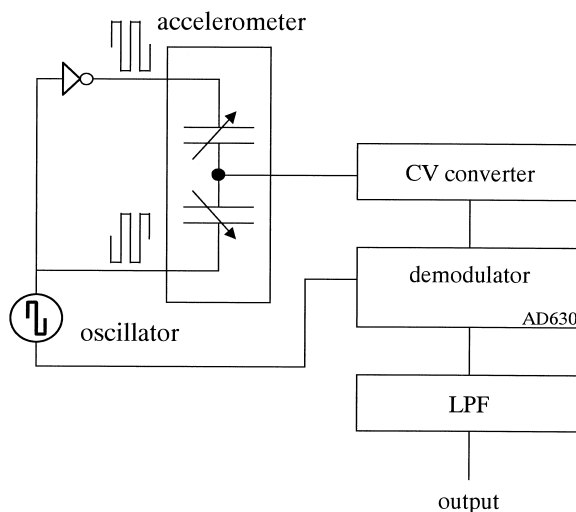 accelerometer
CV converter
demodulator
AD630
oscillator
LPF
output